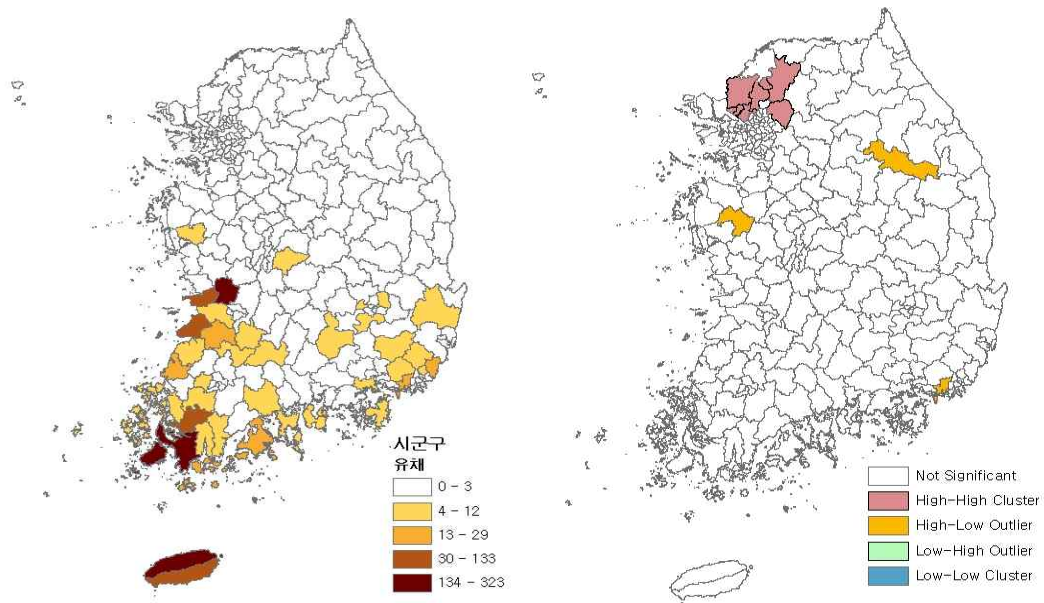 시군구
유채
0 - 3
4 - 12
13 - 29
30 - 133
134 - 323
Not Significant
High-High Cluster
High-Low Outlier
Low-High Outlier
Low-Low Cluster